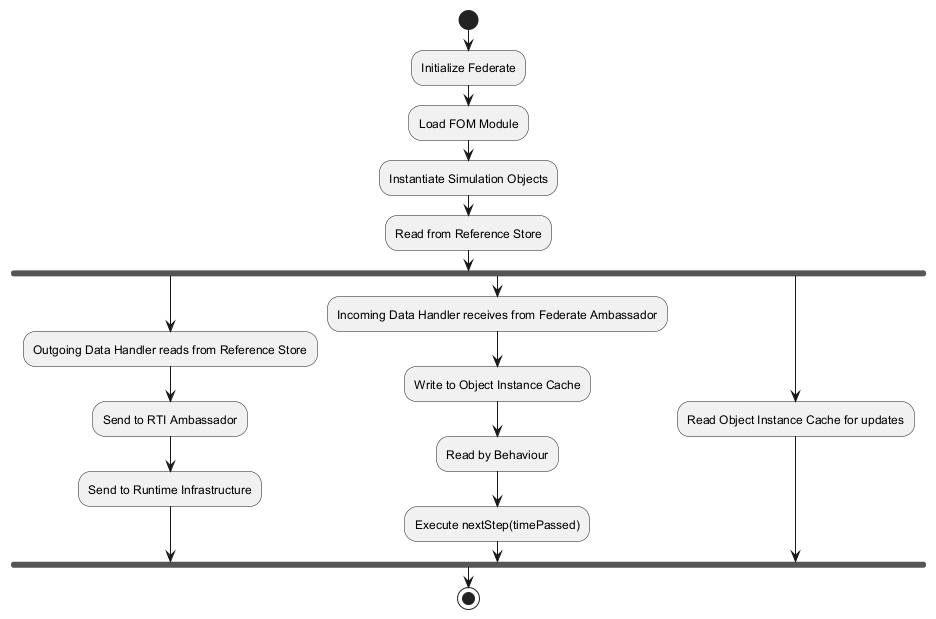 Initialize Federate
Load FOM Module
Instantiate Simulation Objects
Read from Reference Store
Outgoing Data Handler reads from Reference Store
Send to RTI Ambassador
Send to Runtime Infrastructure
Incoming Data Handler receives from Federate Ambassador
Write to Object Instance Cache
Read by Behaviour
Execute nextStep(timePassed)
Read Object Instance Cache for updates